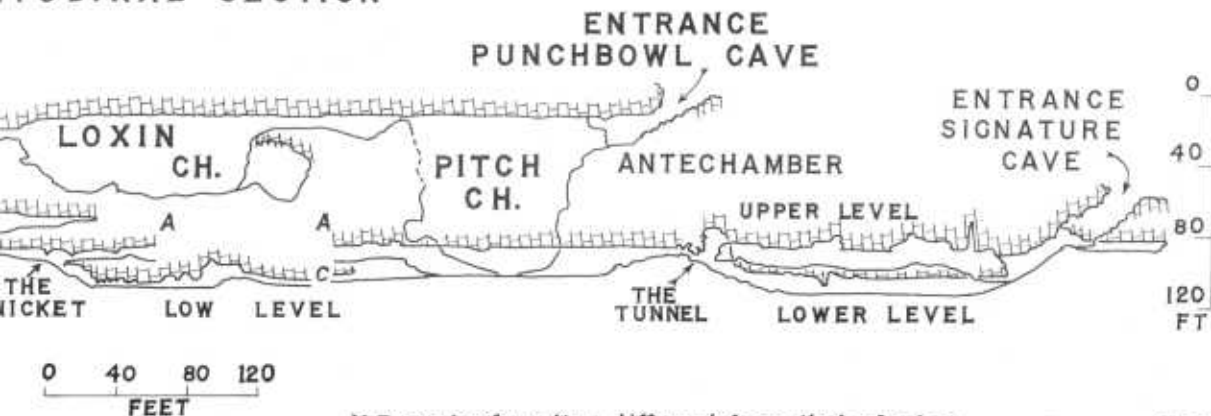 SECTION
ENTRANCE
PUNCHBOWL CAVE
ENTRANCE
SIGNATURE
CAVE
0
40
80
120
FT
LOXIN
CH.
PITCH
CH.
ANTECHAMBER
UPPER LEVEL
A
A
C
THE
LOW LEVEL
THE
TUNNEL
LOWER LEVEL
0 40 80 120
FEET